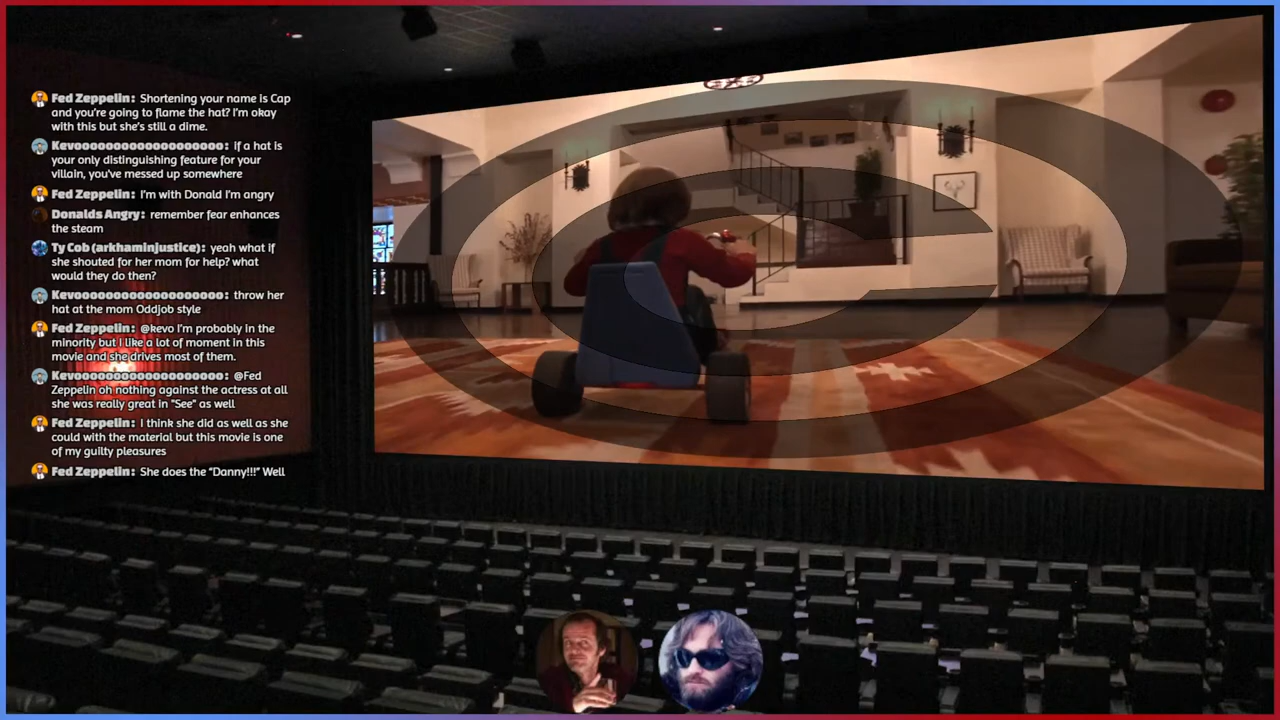 Fed Zeppelin: Shortening your name is Cap
and you're going to flame the hat? I'm okay
with this but she's still a dime.
Kevooooooooooooooooooo: if a hat is
your only distinguishing feature for your
villain, you've messed up somewhere
Fed Zeppelin: I'm with Donald I'm angry
Donalds Angry: remember fear enhances
the steam
Ty Cob (arkhaminjustice): yeah what if
she shouted for her mom for help? what
would they do then?
Kevooooooooooooooooooo: throw her
hat at the mom Oddjob style
Fed Zeppelin: @kevo I'm probably in the
minority but I like a lot of moment in this
movie and she drives most of them.
Kevooooooooooooooooooo: @Fed
Zeppelin oh nothing against the actress at all
she was really great in "See" as well
Fed Zeppelin: I think she did as well as she
could with the material but this movie is one
of my guilty pleasures
Fed Zeppelin: She does the "Danny!!!" Well